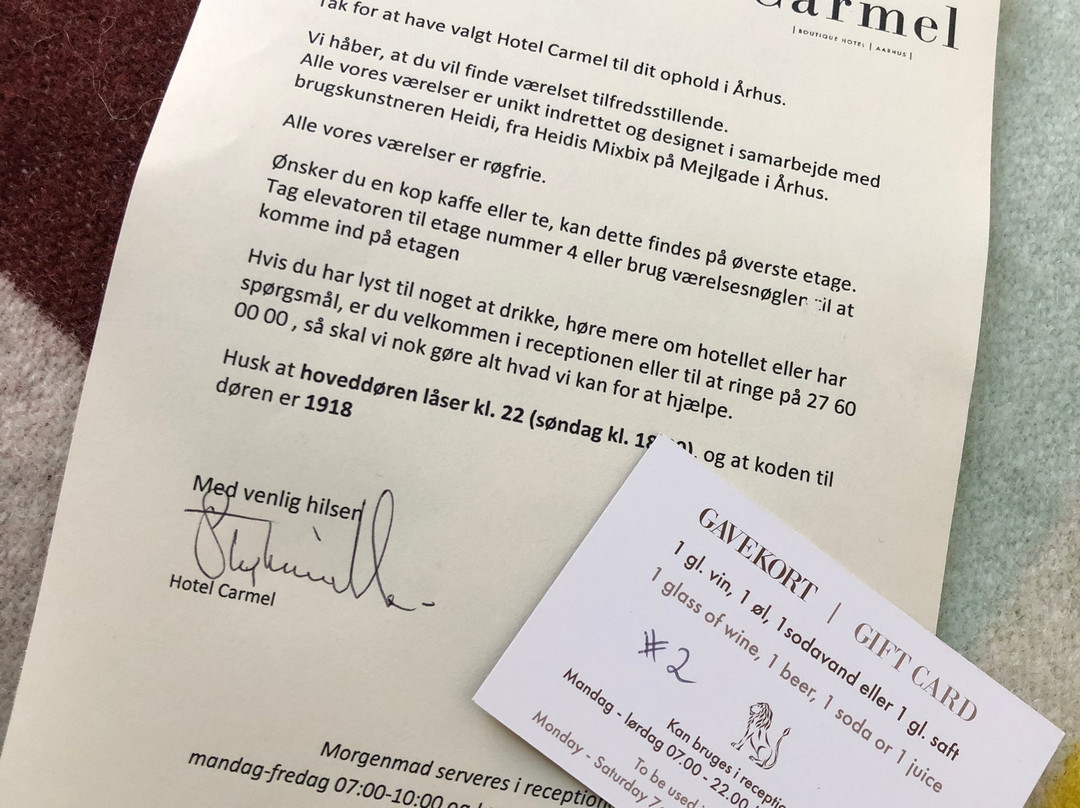 Carmel
| BOUTIQUE HOTEL | AARHUS |
Tak for at have valgt Hotel Carmel til dit ophold i Århus.
Vi håber, at du vil finde værelset tilfredsstillende.
Alle vores værelser er unikt indrettet og designet i samarbejde med
brugskunstneren Heidi, fra Heidis Mixbix på Mejlgade i Århus.
Alle vores værelser er røgfrie.
Ønsker du en kop kaffe eller te, kan dette findes på øverste etage.
Tag elevatoren til etage nummer 4 eller brug værelsesnøglen til at
komme ind på etagen
Hvis du har lyst til noget at drikke, høre mere om hotellet eller har
spørgsmål, er du velkommen i receptionen eller til at ringe på 27 60
00 00 , så skal vi nok gøre alt hvad vi kan for at hjælpe.
Husk at hoveddøren låser kl. 22 (søndag kl. og at koden til
døren er 1918
Med venlig hilsen
Hotel Carmel
Morgenmad serveres i
mandag-fredag 07:00-10:00 og
GAVEKORT | GIFT CARD
1 gl. vin, 1 øl, 1sodavand eller 1 gl. saft
1 glass of wine, 1 beer, 1 soda or 1 juice
#2
Kan bruges i
Mandag - lørdag 07.00 - 22.00
To be used
Monday - Saturday